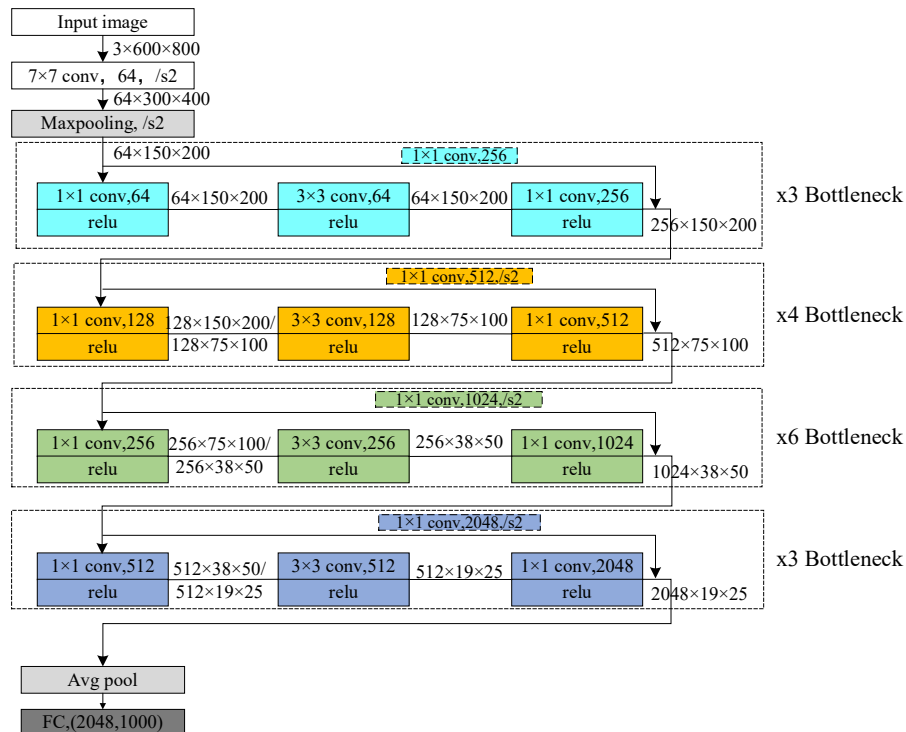 Input image
3×600×800
7×7 conv, 64, /s2
64×300×400
Maxpooling, /s2
64×150×200
1×1 conv,256
1×1 conv,64
relu
64×150×200
3×3 conv,64
relu
64×150×200
1×1 conv,256
relu
256×150×200
x3 Bottleneck
1×1 conv,512,/s2
1×1 conv,128
relu
128×150×200/
128×75×100
3×3 conv,128
relu
128×75×100
1×1 conv,512
relu
512×75×100
x4 Bottleneck
1×1 conv,1024,/s2
1×1 conv,256
relu
256×75×100/
256×38×50
3×3 conv,256
relu
256×38×50
1×1 conv,1024
relu
1024×38×50
x6 Bottleneck
1×1 conv,2048,/s2
1×1 conv,512
relu
512×38×50/
512×19×25
3×3 conv,512
relu
512×19×25
1×1 conv,2048
relu
2048×19×25
x3 Bottleneck
Avg pool
FC,(2048,1000)